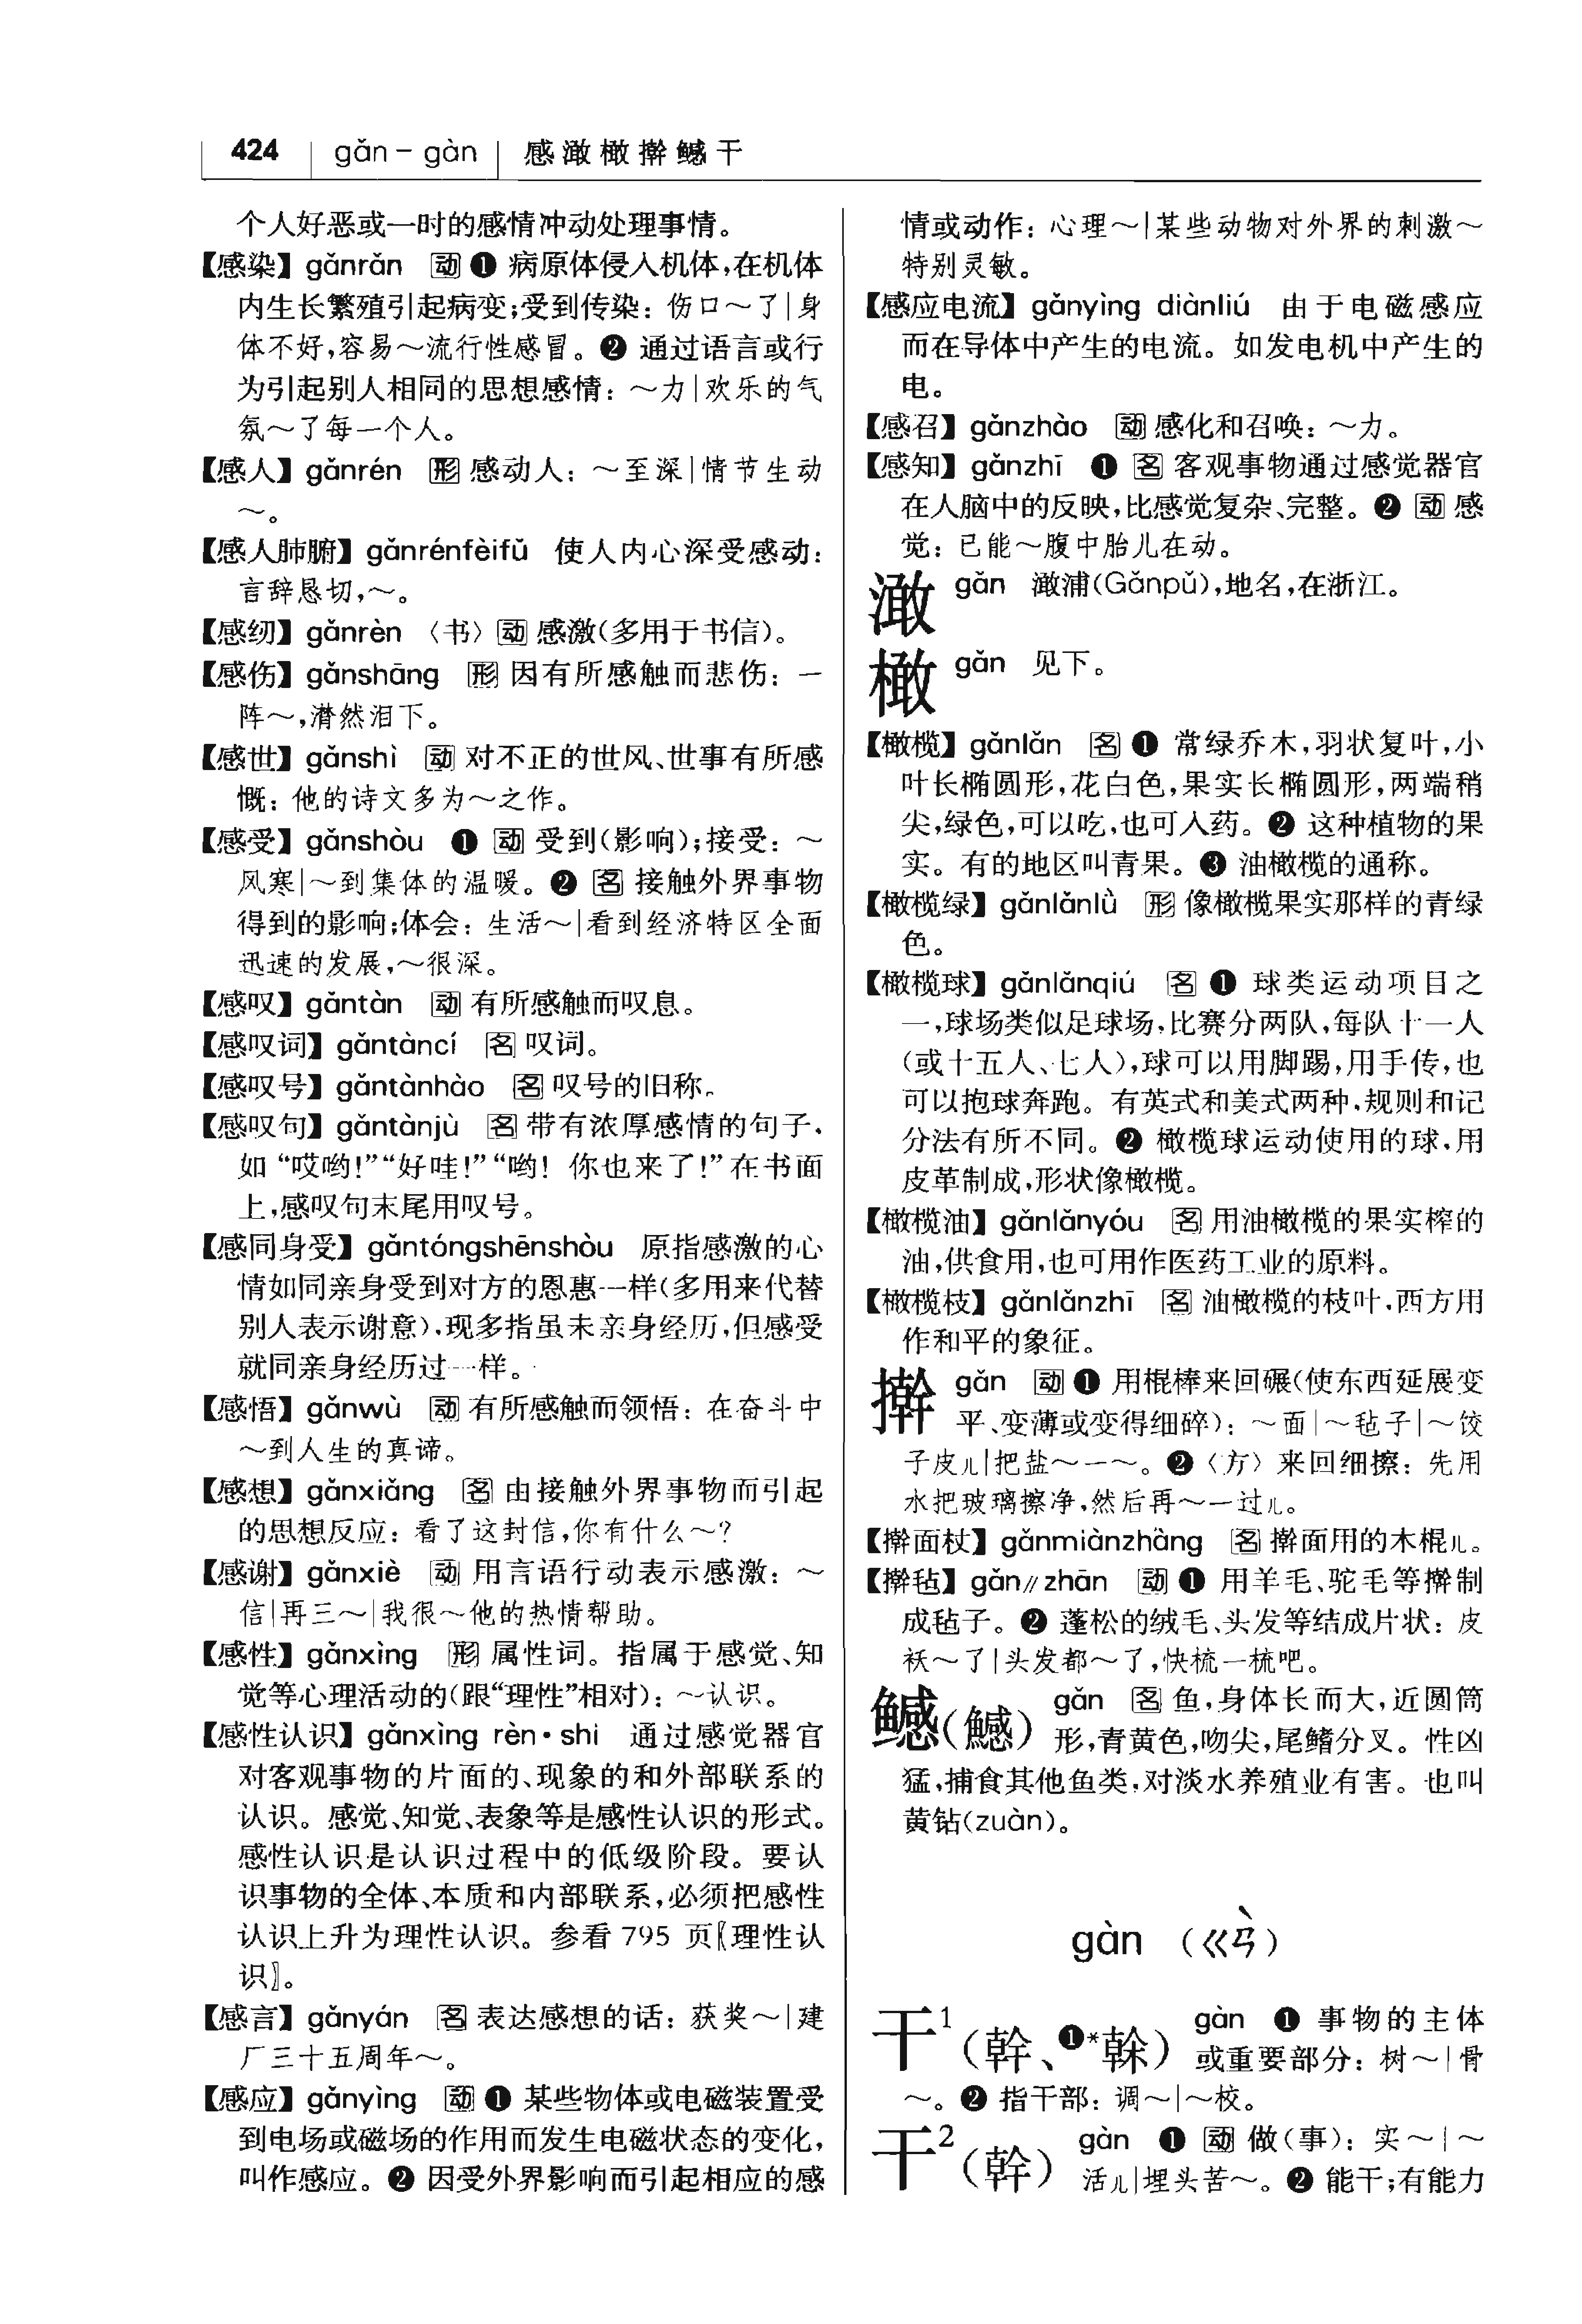 424 gǎn – gàn 感澉橄擀鳡干
个人好恶或一时的感情冲动处理事情。
【感染】 gǎnrǎn 动 ❶ 病原体侵入机体,在机体
内生长繁殖引起病变;受到传染：伤口～了|身
体不好,容易～流行性感冒。❷ 通过语言或行
为引起别人相同的思想感情：～力|欢乐的气
氛～了每一个人。
【感人】 gǎnrén 形 感动人：～至深|情节生动
～。
【感人肺腑】 gǎnrénfèifǔ 使人内心深受感动：
言辞恳切,～。
【感纫】 gǎnrèn 〈书〉动 感激(多用于书信)。
【感伤】 gǎnshāng 形 因有所感触而悲伤：一
阵～,潸然泪下。
【感世】 gǎnshì 动 对不正的世风、世事有所感
慨：他的诗文多为～之作。
【感受】 gǎnshòu ❶ 动 受到(影响);接受：～
风寒|～到集体的温暖。❷ 名 接触外界事物
得到的影响;体会：生活～|看到经济特区全面
迅速的发展,～很深。
【感叹】 gǎntàn 动 有所感触而叹息。
【感叹词】 gǎntàncí 名 叹词。
【感叹号】 gǎntànhào 名 叹号的旧称。
【感叹句】 gǎntànjù 名 带有浓厚感情的句子,
如“哎哟!”“好哇!”“哟! 你也来了!”在书面
上,感叹句末尾用叹号。
【感同身受】 gǎntóngshēnshòu 原指感激的心
情如同亲身受到对方的恩惠一样(多用来代替
别人表示谢意),现多指虽未亲身经历,但感受
就同亲身经历过一样。
【感悟】 gǎnwù 动 有所感触而领悟：在奋斗中
～到人生的真谛。
【感想】 gǎnxiǎng 名 由接触外界事物而引起
的思想反应：看了这封信,你有什么～?
【感谢】 gǎnxiè 动 用言语行动表示感激：～
信|再三～|我很～他的热情帮助。
【感性】 gǎnxìng 形 属性词。指属于感觉、知
觉等心理活动的(跟“理性”相对)：～认识。
【感性认识】 gǎnxìng rèn·shi 通过感觉器官
对客观事物的片面的、现象的和外部联系的
认识。感觉、知觉、表象等是感性认识的形式。
感性认识是认识过程中的低级阶段。要认
识事物的全体、本质和内部联系,必须把感性
认识上升为理性认识。参看 795 页〖理性认
识〗。
【感言】 gǎnyán 名 表达感想的话：获奖～|建
厂三十五周年～。
【感应】 gǎnyìng 动 ❶ 某些物体或电磁装置受
到电场或磁场的作用而发生电磁状态的变化,
叫作感应。❷ 因受外界影响而引起相应的感
情或动作：心理～|某些动物对外界的刺激～
特别灵敏。
【感应电流】 gǎnyìng diànliú 由于电磁感应
而在导体中产生的电流。如发电机中产生的
电。
【感召】 gǎnzhào 动 感化和召唤：～力。
【感知】 gǎnzhī ❶ 名 客观事物通过感觉器官
在人脑中的反映,比感觉复杂、完整。❷ 动 感
觉：已能～腹中胎儿在动。
澉 gǎn 澉浦(Gǎnpǔ),地名,在浙江。
橄 gǎn 见下。
【橄榄】 gǎnlǎn 名 ❶ 常绿乔木,羽状复叶,小
叶长椭圆形,花白色,果实长椭圆形,两端稍
尖,绿色,可以吃,也可入药。❷ 这种植物的果
实。有的地区叫青果。❸ 油橄榄的通称。
【橄榄绿】 gǎnlǎnlǜ 形 像橄榄果实那样的青绿
色。
【橄榄球】 gǎnlǎnqiú 名 ❶ 球类运动项目之
一,球场类似足球场,比赛分两队,每队十一人
(或十五人、七人),球可以用脚踢,用手传,也
可以抱球奔跑。有英式和美式两种,规则和记
分法有所不同。❷ 橄榄球运动使用的球,用
皮革制成,形状像橄榄。
【橄榄油】 gǎnlǎnyóu 名 用油橄榄的果实榨的
油,供食用,也可用作医药工业的原料。
【橄榄枝】 gǎnlǎnzhī 名 油橄榄的枝叶,西方用
作和平的象征。
擀 gǎn 动 ❶ 用棍棒来回碾(使东西延展变
平、变薄或变得细碎)：～面|～毡子|～饺
子皮儿|把盐～一～。❷〈方〉来回细擦：先用
水把玻璃擦净,然后再～一过儿。
【擀面杖】 gǎnmiànzhàng 名 擀面用的木棍儿。
【擀毡】 gǎn//zhān 动 ❶ 用羊毛、驼毛等擀制
成毡子。❷ 蓬松的绒毛、头发等结成片状：皮
袄～了|头发都～了,快梳一梳吧。
鳡(鱤) gǎn 名 鱼,身体长而大,近圆筒
形,青黄色,吻尖,尾鳍分叉。性凶
猛,捕食其他鱼类,对淡水养殖业有害。也叫
黄钻(zuàn)。
gàn (ㄍㄢˋ)
干¹(幹、❶*榦) gàn ❶ 事物的主体
或重要部分：树～|骨
～。❷ 指干部：调～|～校。
干²(幹) gàn ❶ 动 做(事)：实～|～
活儿|埋头苦～。❷ 能干;有能力